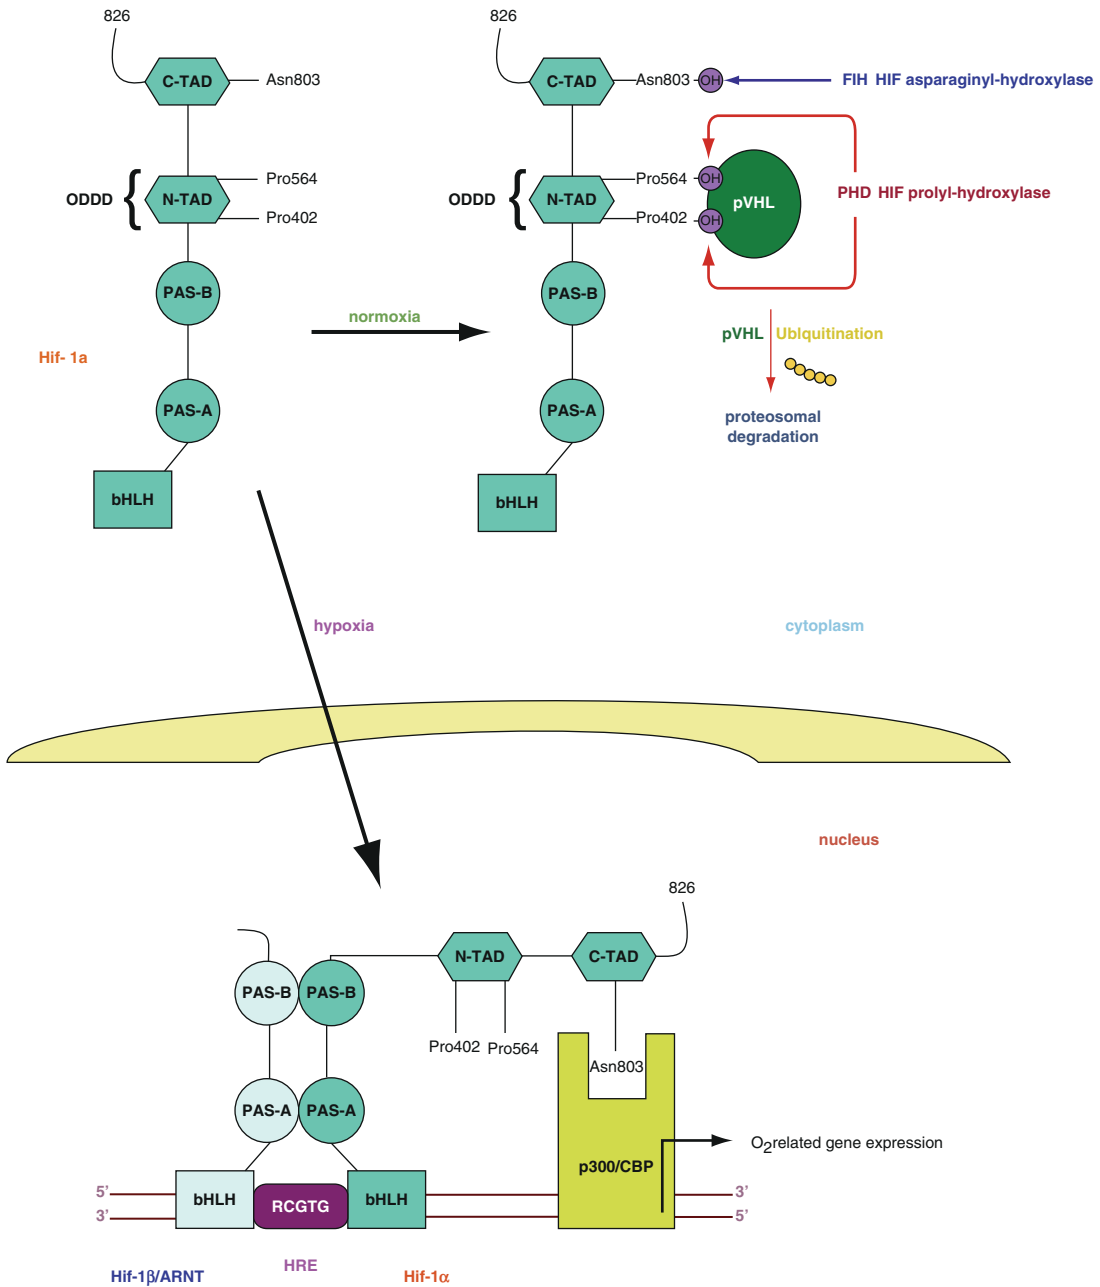 826
C-TAD
Asn803
ODDD
{
N-TAD
Pro564
Pro402
PAS-B
Hif- 1a
PAS-A
bHLH
normoxia
826
C-TAD
Asn803
OH
FIH HIF asparaginyl-hydroxylase
ODDD
{
N-TAD
Pro564
OH
Pro402
OH
pVHL
PHD HIF prolyl-hydroxylase
PAS-B
pVHL
UbIquitination
PAS-A
proteosomal
degradation
bHLH
hypoxia
cytoplasm
nucleus
826
N-TAD
C-TAD
PAS-B
PAS-B
Pro402
Pro564
Asn803
PAS-A
PAS-A
O2related gene expression
p300/CBP
5’
3’
bHLH
RCGTG
bHLH
3’
5’
Hif-1β/ARNT
HRE
Hif-1α